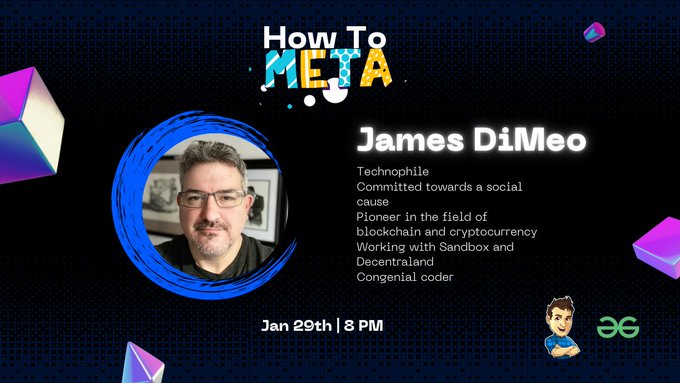 How To
META
James DiMeo
Technophile
Committed towards a social
cause
Pioneer in the field of
blockchain and cryptocurrency
Working with Sandbox and
Decentraland
Congenial coder
Jan 29th | 8 PM